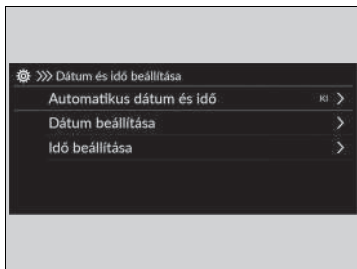 Dátum és idő beállítása
Automatikus dátum és idő KI
Dátum beállítása
Idő beállítása